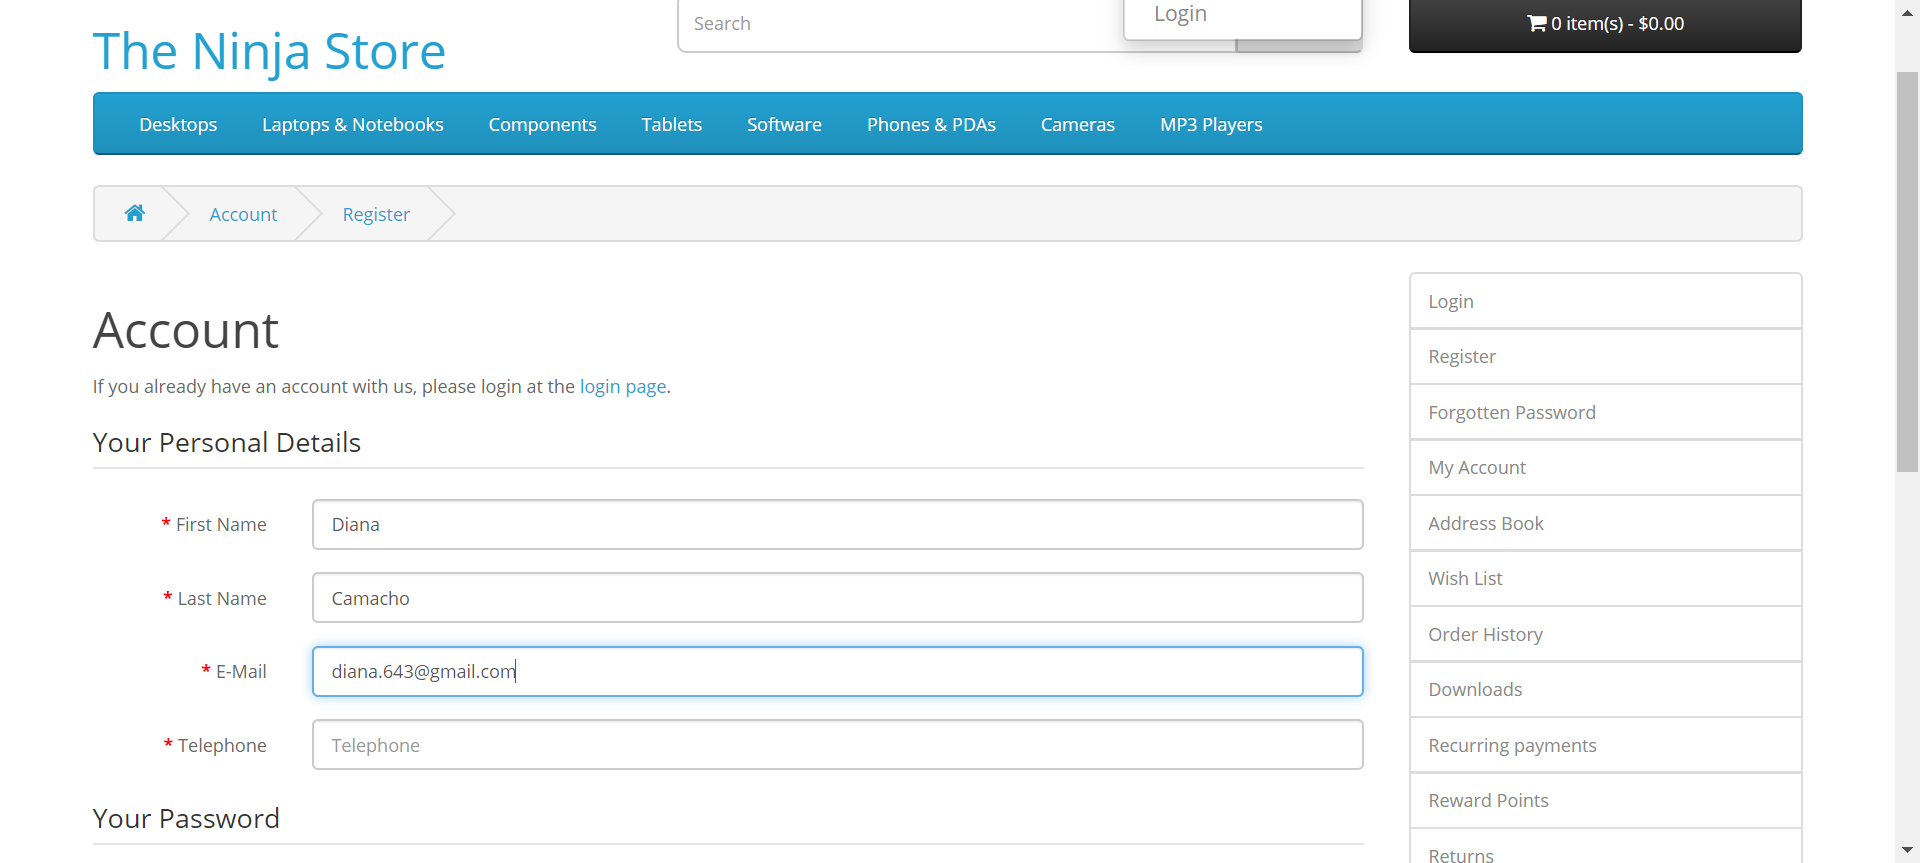 Login
Search
0 item(s) - $0.00
The Ninja Store
Desktops
Laptops & Notebooks
Components
Tablets
Software
Phones & PDAs
Cameras
MP3 Players
Account
Register
Account
If you already have an account with us, please login at the login page.
Your Personal Details
* First Name
Diana
* Last Name
Camacho
* E-Mail
diana.643@gmail.com
* Telephone
Telephone
Your Password
Login
Register
Forgotten Password
My Account
Address Book
Wish List
Order History
Downloads
Recurring payments
Reward Points
Returns